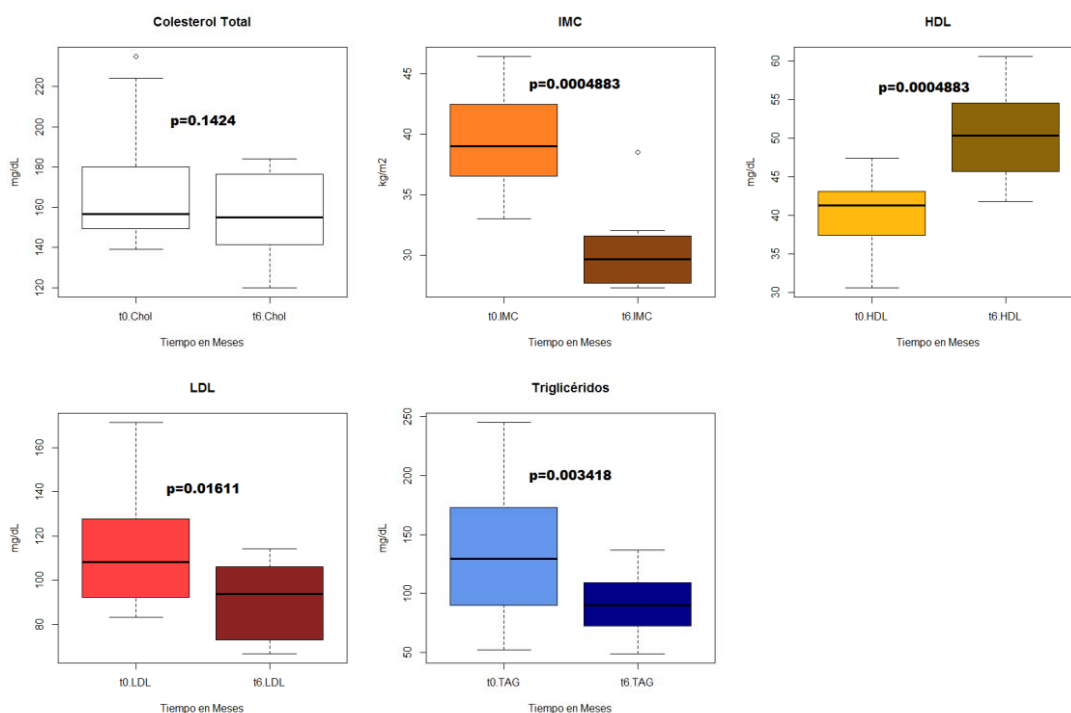 Colesterol Total
mg/dL
220
200
180
160
140
120
p=0.1424
t0.Chol t6.Chol
Tiempo en Meses
IMC
kg/m2
45
40
35
30
p=0.0004883
t0.IMC t6.IMC
Tiempo en Meses
HDL
mg/dL
60
55
50
45
40
35
30
p=0.0004883
t0.HDL t6.HDL
Tiempo en Meses
LDL
mg/dL
160
140
120
100
80
p=0.01611
t0.LDL t6.LDL
Tiempo en Meses
Triglicéridos
mg/dL
250
200
150
100
50
p=0.003418
t0.TAG t6.TAG
Tiempo en Meses